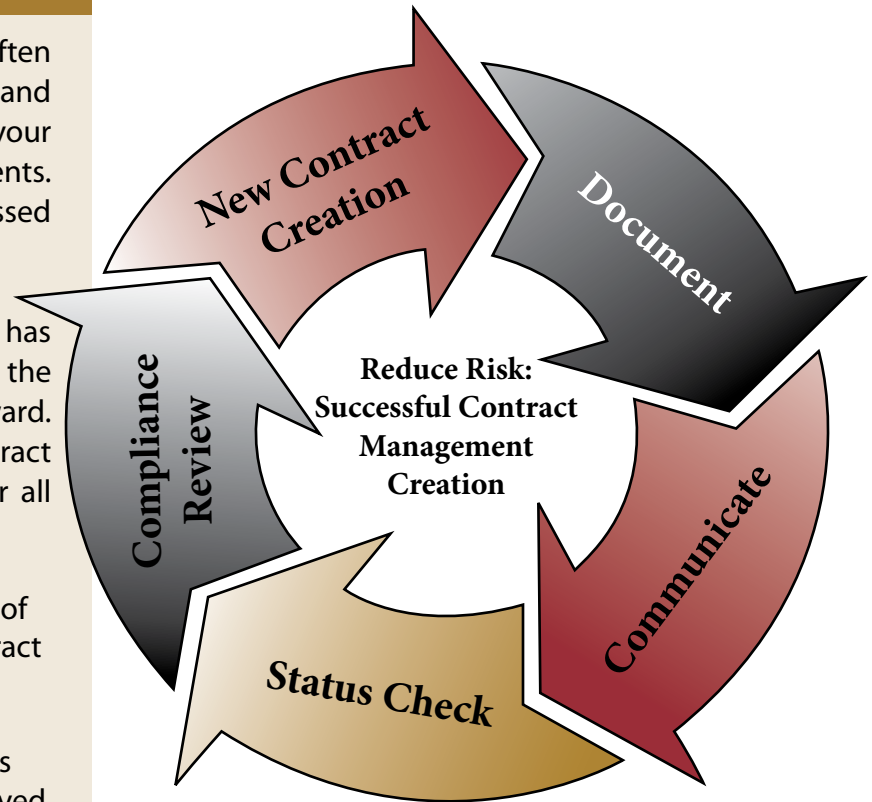 ften
and
your
ents.
ssed
has
the
ard.
ract
r all
of
ract
s
New Contract
Creation
Document
Communicate
Status Check
Compliance
Review
Reduce Risk:
Successful Contract
Management
Creation